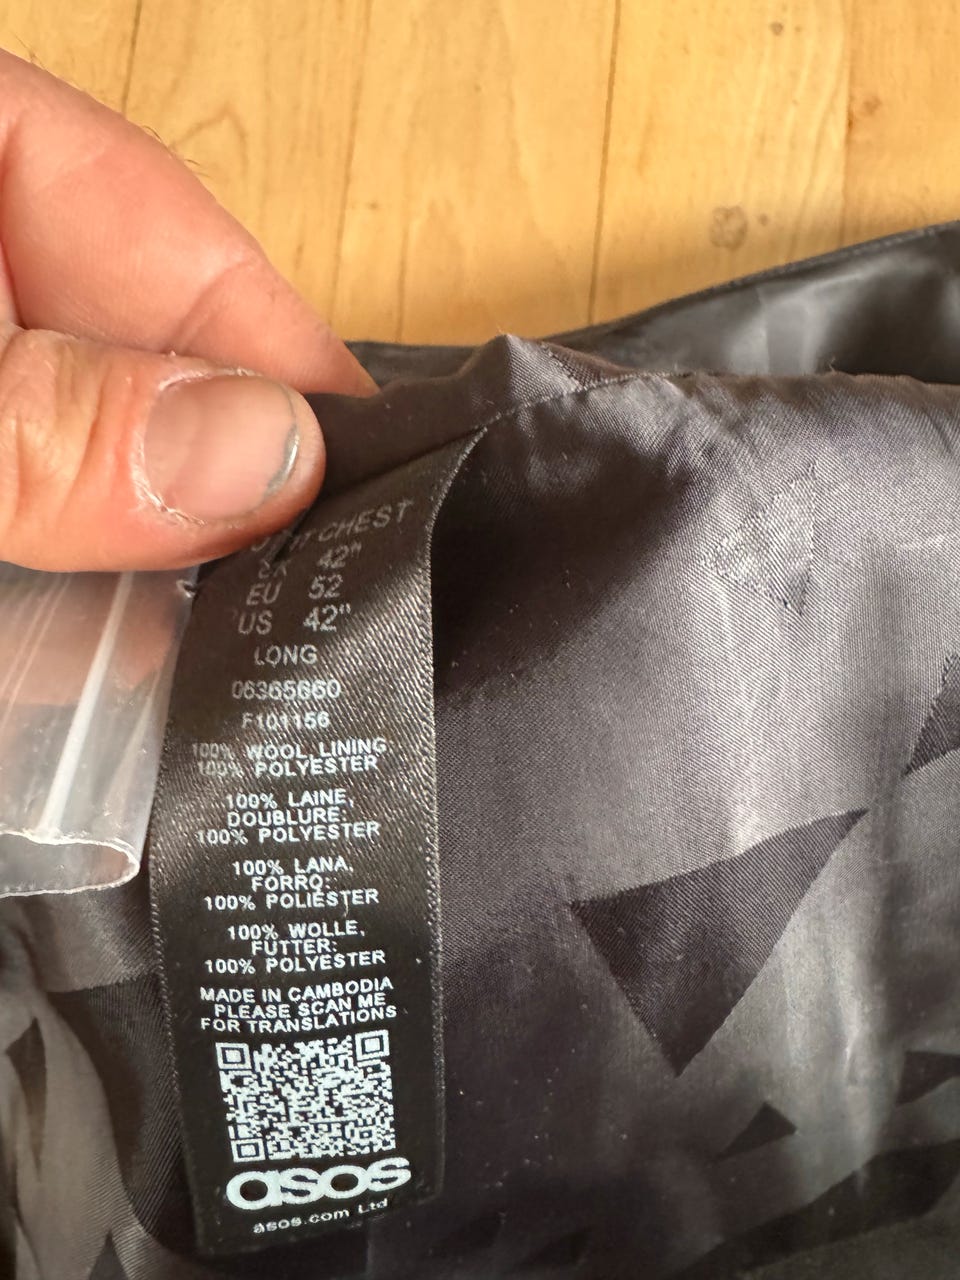 CHEST
UK 42"
EU 52
US 42"
LONG
06365660
F101156
100% WOOL, LINING:
100% POLYESTER
100% LAINE,
DOUBLURE:
100% POLYESTER
100% LANA,
FORRO:
100% POLIÉSTER
100% WOLLE,
FUTTER:
100% POLYESTER
MADE IN CAMBODIA
PLEASE SCAN ME
FOR TRANSLATIONS
asos
asos.com Ltd